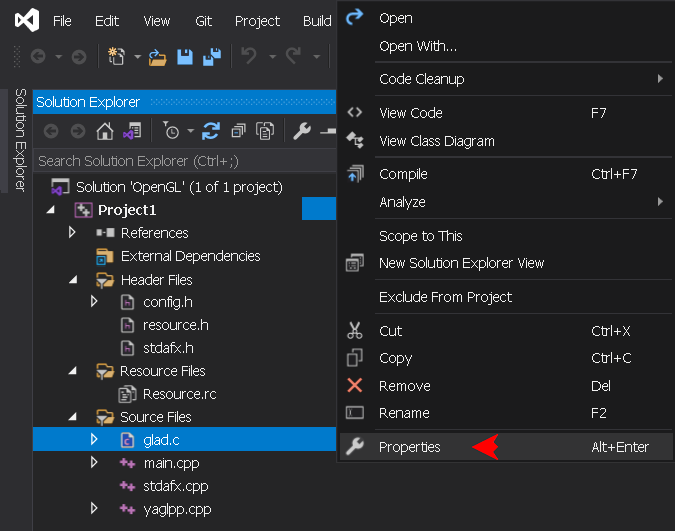 File Edit View Git Project Build
Solution Explorer
Solution Explorer
Search Solution Explorer (Ctrl+;)
Solution 'OpenGL' (1 of 1 project)
Project1
References
External Dependencies
Header Files
config.h
resource.h
stdafx.h
Resource Files
Resource.rc
Source Files
glad.c
main.cpp
stdafx.cpp
yaglpp.cpp
Open
Open With...
Code Cleanup
View Code F7
View Class Diagram
Compile Ctrl+F7
Analyze
Scope to This
New Solution Explorer View
Exclude From Project
Cut Ctrl+X
Copy Ctrl+C
Remove Del
Rename F2
Properties Alt+Enter